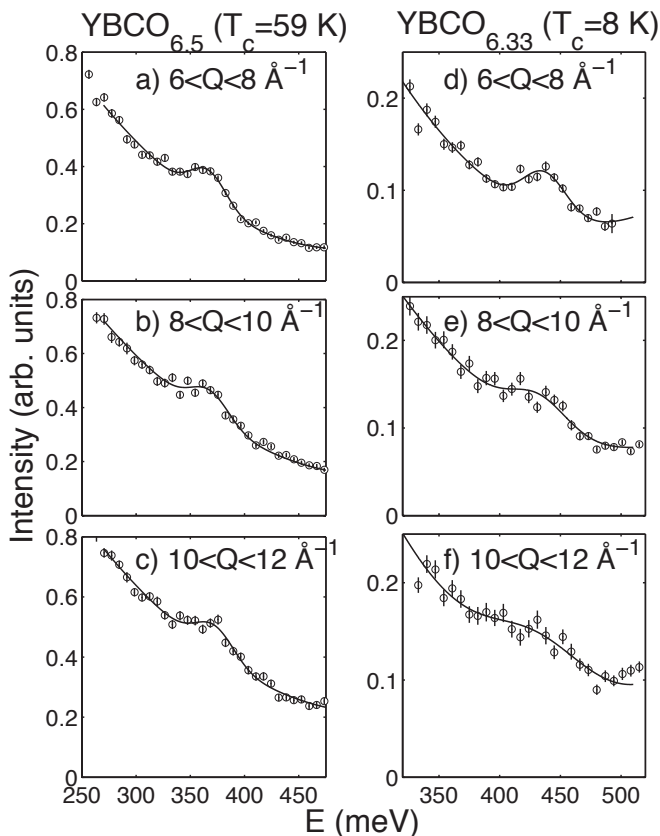 YBCO6.5 (Tc=59 K)
YBCO6.33 (Tc=8 K)
a) 6<Q<8 Å−1
0.8
0.6
0.4
0.2
0
d) 6<Q<8 Å−1
0.2
0.1
0
b) 8<Q<10 Å−1
0.8
0.6
0.4
0.2
0
e) 8<Q<10 Å−1
0.2
0.1
0
c) 10<Q<12 Å−1
0.8
0.6
0.4
0.2
0
f) 10<Q<12 Å−1
0.2
0.1
0
Intensity (arb. units)
250 300 350 400 450
350 400 450 500
E (meV)